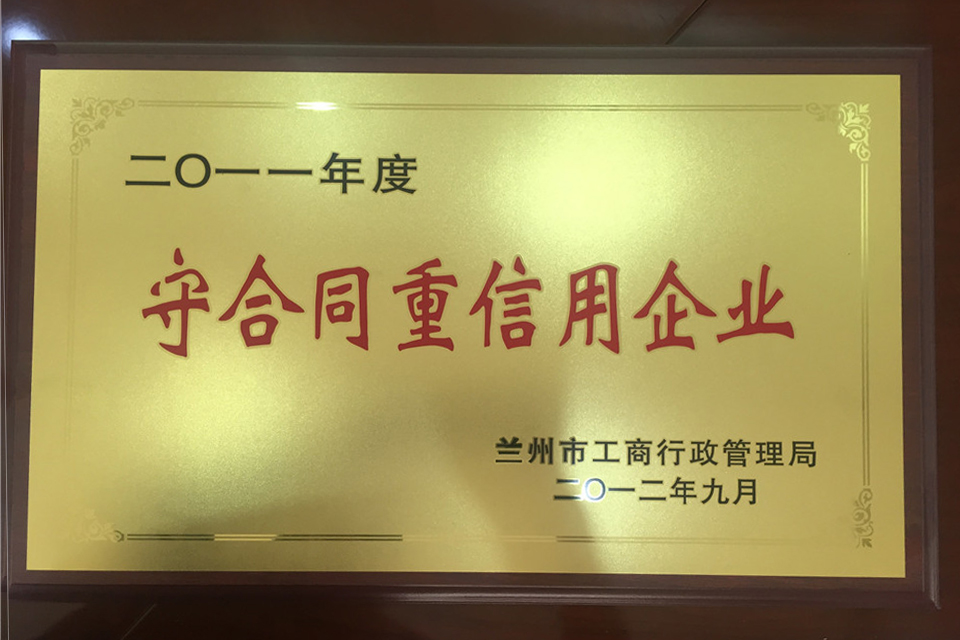 二〇一一年度
守合同重信用企业
兰州市工商行政管理局
二〇一二年九月